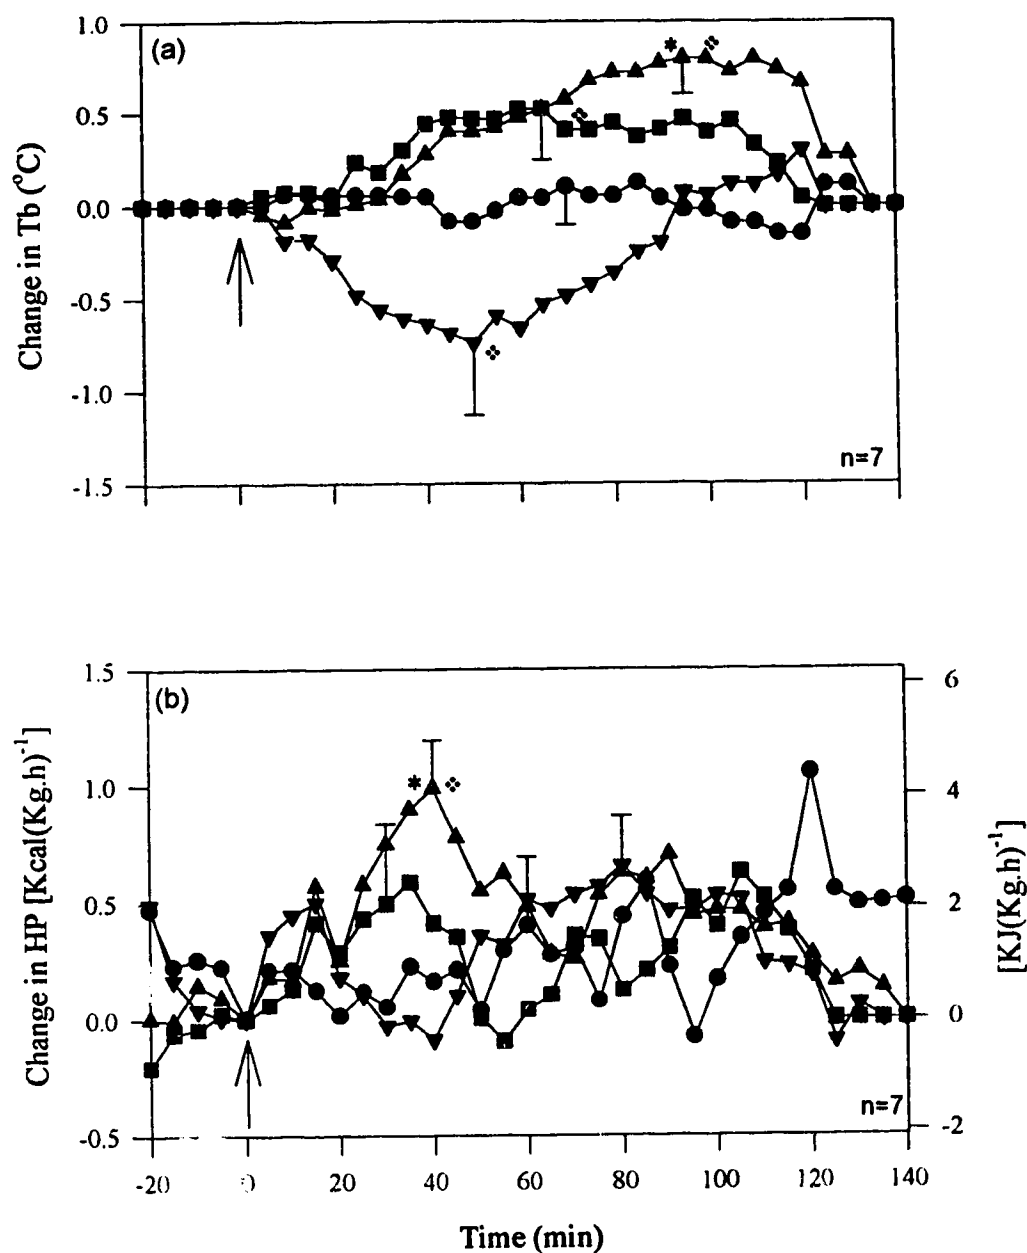 1.0
(a)
0.5
0.0
-0.5
-1.0
-1.5
Change in Tb (°C)
* 
n=7
1.5
(b)
1.0
0.5
0.0
-0.5
Change in HP [Kcal(Kg.h)⁻¹]
*
6
4
2
0
-2
[KJ(Kg.h)⁻¹]
n=7
-20 0 20 40 60 80 100 120 140
Time (min)